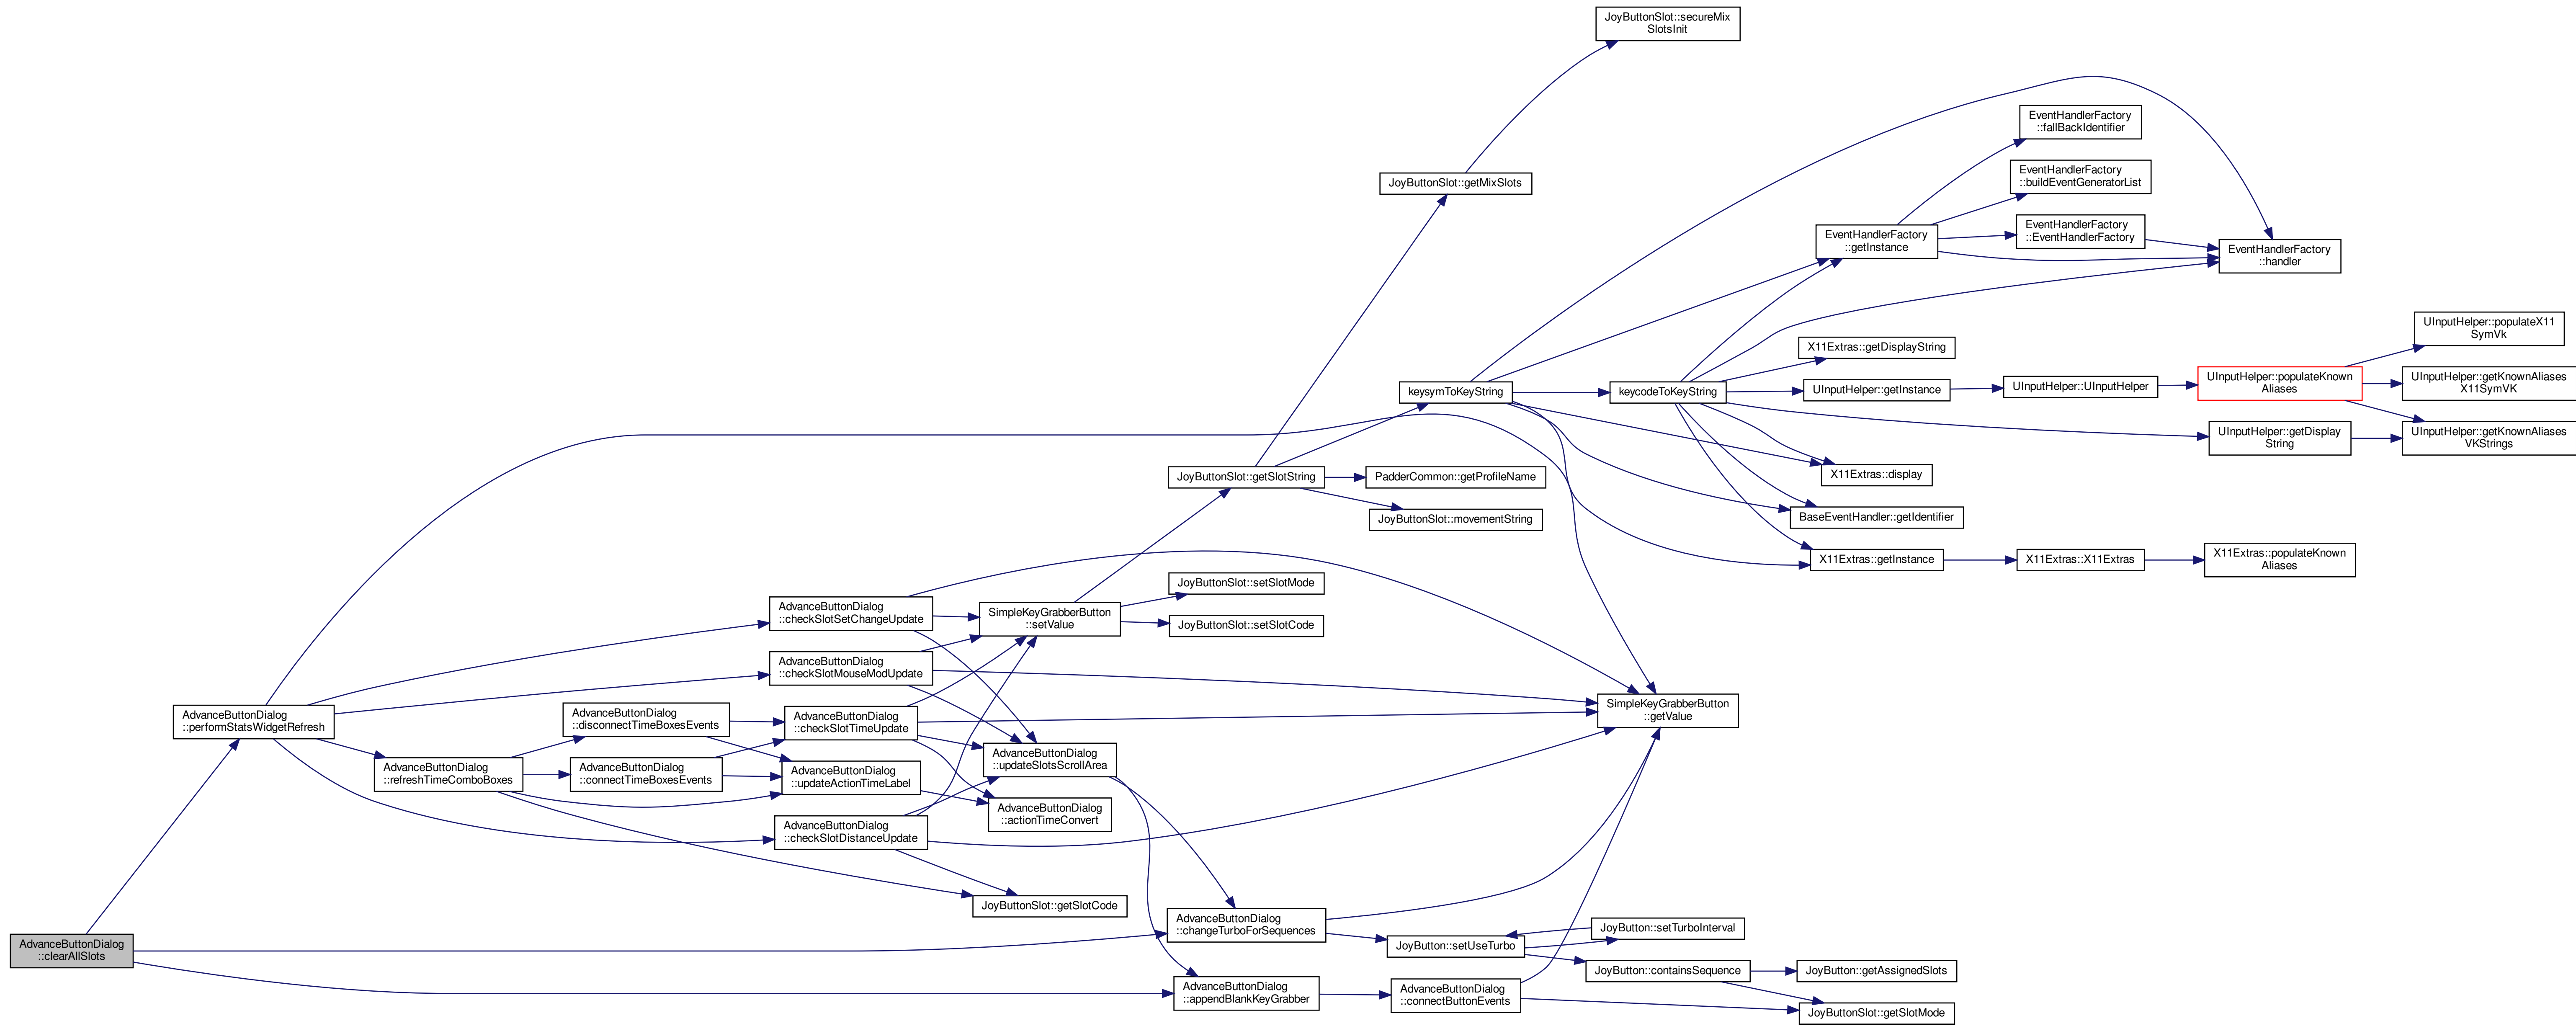 JoyButtonSlot::secureMix
SlotsInit
EventHandlerFactory
::fallBackIdentifier
EventHandlerFactory
::buildEventGeneratorList
JoyButtonSlot::getMixSlots
EventHandlerFactory
::getInstance
EventHandlerFactory
::EventHandlerFactory
EventHandlerFactory
::handler
UInputHelper::populateX11
SymVk
X11Extras::getDisplayString
keysymToKeyString
keycodeToKeyString
UInputHelper::getInstance
UInputHelper::UInputHelper
UInputHelper::populateKnown
Aliases
UInputHelper::getKnownAliases
X11SymVK
UInputHelper::getDisplay
String
UInputHelper::getKnownAliases
VKStrings
JoyButtonSlot::getSlotString
PadderCommon::getProfileName
X11Extras::display
JoyButtonSlot::movementString
BaseEventHandler::getIdentifier
X11Extras::getInstance
X11Extras::X11Extras
X11Extras::populateKnown
Aliases
JoyButtonSlot::setSlotMode
AdvanceButtonDialog
::checkSlotSetChangeUpdate
SimpleKeyGrabberButton
::setValue
JoyButtonSlot::setSlotCode
AdvanceButtonDialog
::checkSlotMouseModUpdate
AdvanceButtonDialog
::performStatsWidgetRefresh
AdvanceButtonDialog
::disconnectTimeBoxesEvents
AdvanceButtonDialog
::checkSlotTimeUpdate
SimpleKeyGrabberButton
::getValue
AdvanceButtonDialog
::updateSlotsScrollArea
AdvanceButtonDialog
::refreshTimeComboBoxes
AdvanceButtonDialog
::connectTimeBoxesEvents
AdvanceButtonDialog
::updateActionTimeLabel
AdvanceButtonDialog
::actionTimeConvert
AdvanceButtonDialog
::checkSlotDistanceUpdate
JoyButtonSlot::getSlotCode
AdvanceButtonDialog
::clearAllSlots
AdvanceButtonDialog
::changeTurboForSequences
JoyButton::setUseTurbo
JoyButton::setTurboInterval
JoyButton::containsSequence
JoyButton::getAssignedSlots
AdvanceButtonDialog
::appendBlankKeyGrabber
AdvanceButtonDialog
::connectButtonEvents
JoyButtonSlot::getSlotMode